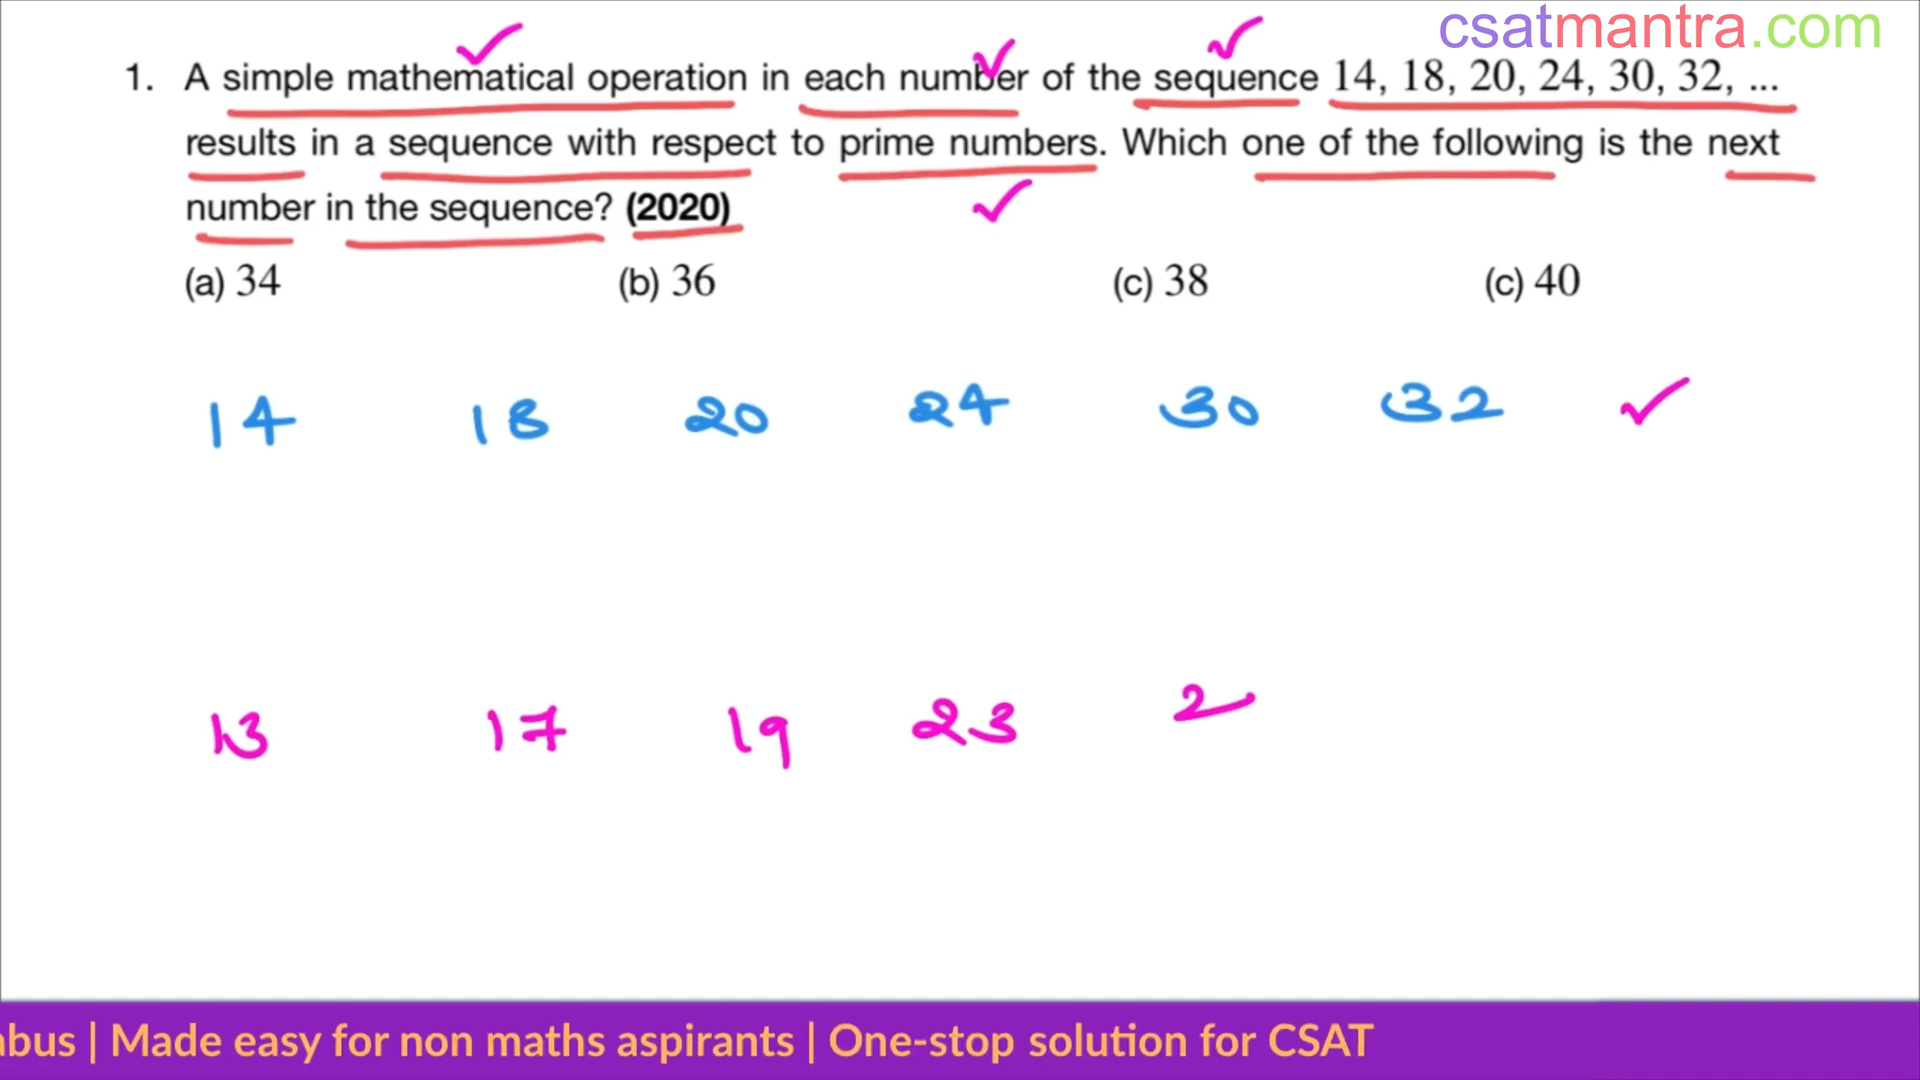 csatmantra.com
1. A simple mathematical operation in each number of the sequence 14, 18, 20, 24, 30, 32, ...
results in a sequence with respect to prime numbers. Which one of the following is the next
number in the sequence? (2020)
(a) 34 (b) 36 (c) 38 (c) 40
14 18 20 24 30 32
13 17 19 23 2
abus | Made easy for non maths aspirants | One-stop solution for CSAT